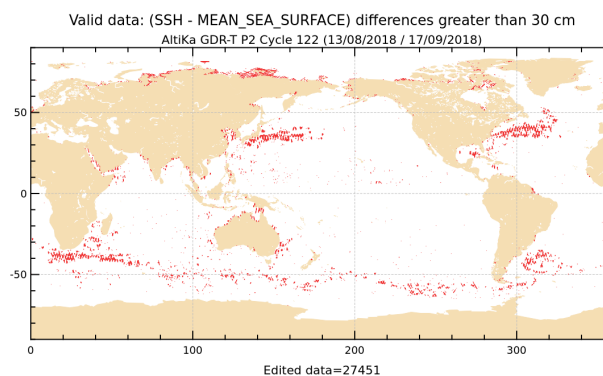 Valid data: (SSH - MEAN_SEA_SURFACE) differences greater than 30 cm
AltiKa GDR-T P2 Cycle 122 (13/08/2018 / 17/09/2018)
50
0
-50
0
100
200
300
Edited data=27451